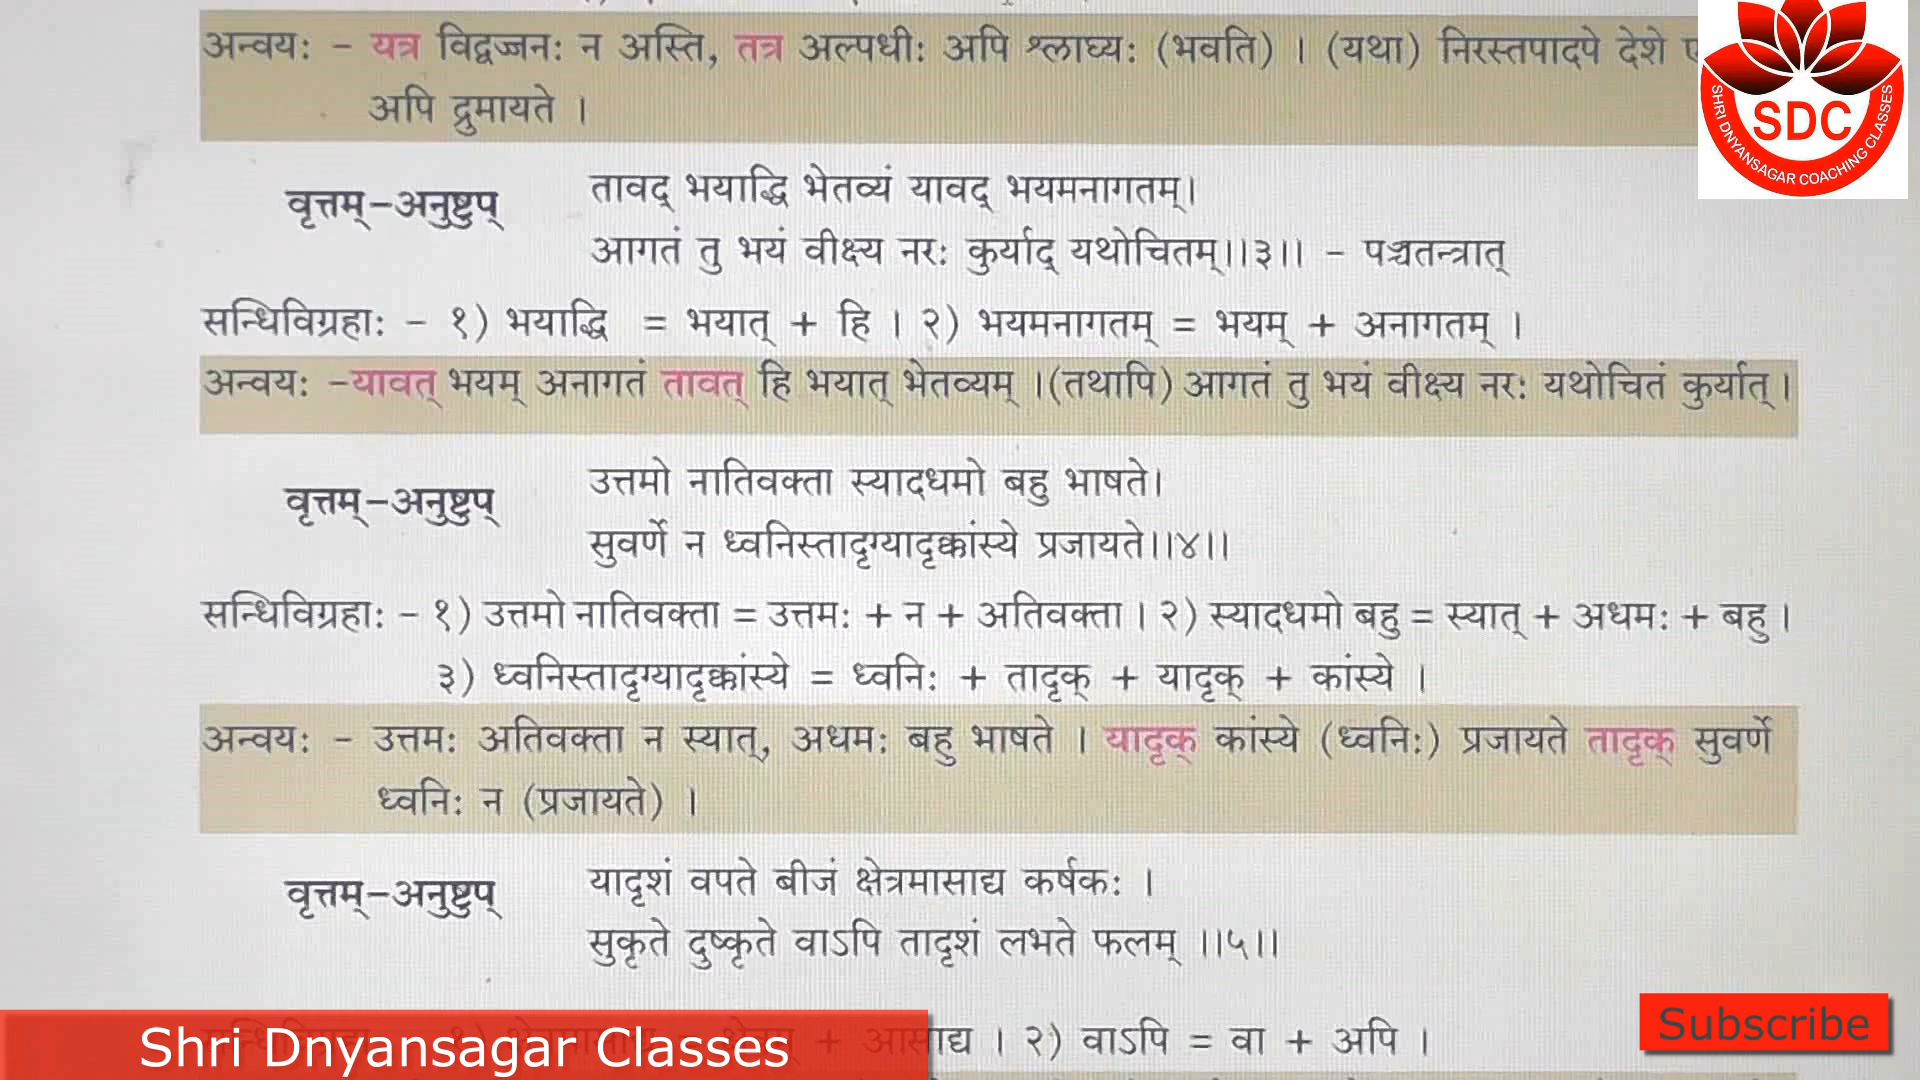 अन्वयः - यत्र विद्वज्जनः न अस्ति, तत्र अल्पधीः अपि श्लाघ्यः (भवति) । (यथा) निरस्तपादपे देशे
अपि द्रुमायते ।
SHRI DNYANSAGAR COACHING CLASSES
SDC
तावद् भयाद्धि भेतव्यं यावद् भयमनागतम्।
वृत्तम्-अनुष्टुप्
आगतं तु भयं वीक्ष्य नरः कुर्याद् यथोचितम्।।३।। - पञ्चतन्त्रात्
सन्धिविग्रहाः - १) भयाद्धि = भयात् + हि । २) भयमनागतम् = भयम् + अनागतम् ।
अन्वयः -यावत् भयम् अनागतं तावत् हि भयात् भेतव्यम् ।(तथापि) आगतं तु भयं वीक्ष्य नरः यथोचितं कुर्यात् ।
उत्तमो नातिवक्ता स्यादधमो बहु भाषते।
वृत्तम्-अनुष्टुप्
सुवर्णे न ध्वनिस्तादृग्यादृक्कांस्ये प्रजायते।।४।।
सन्धिविग्रहाः - १) उत्तमो नातिवक्ता = उत्तमः + न + अतिवक्ता । २) स्यादधमो बहु = स्यात् + अधमः + बहु ।
३) ध्वनिस्तादृग्यादृक्कांस्ये = ध्वनिः + तादृक् + यादृक् + कांस्ये ।
अन्वयः - उत्तमः अतिवक्ता न स्यात्, अधमः बहु भाषते । यादृक् कांस्ये (ध्वनिः) प्रजायते तादृक् सुवर्णे
ध्वनिः न (प्रजायते) ।
यादृशं वपते बीजं क्षेत्रमासाद्य कर्षकः ।
वृत्तम्-अनुष्टुप्
सुकृते दुष्कृते वाऽपि तादृशं लभते फलम् ।।५।।
+ आसाद्य । २) वाऽपि = वा + अपि ।
Shri Dnyansagar Classes
Subscribe